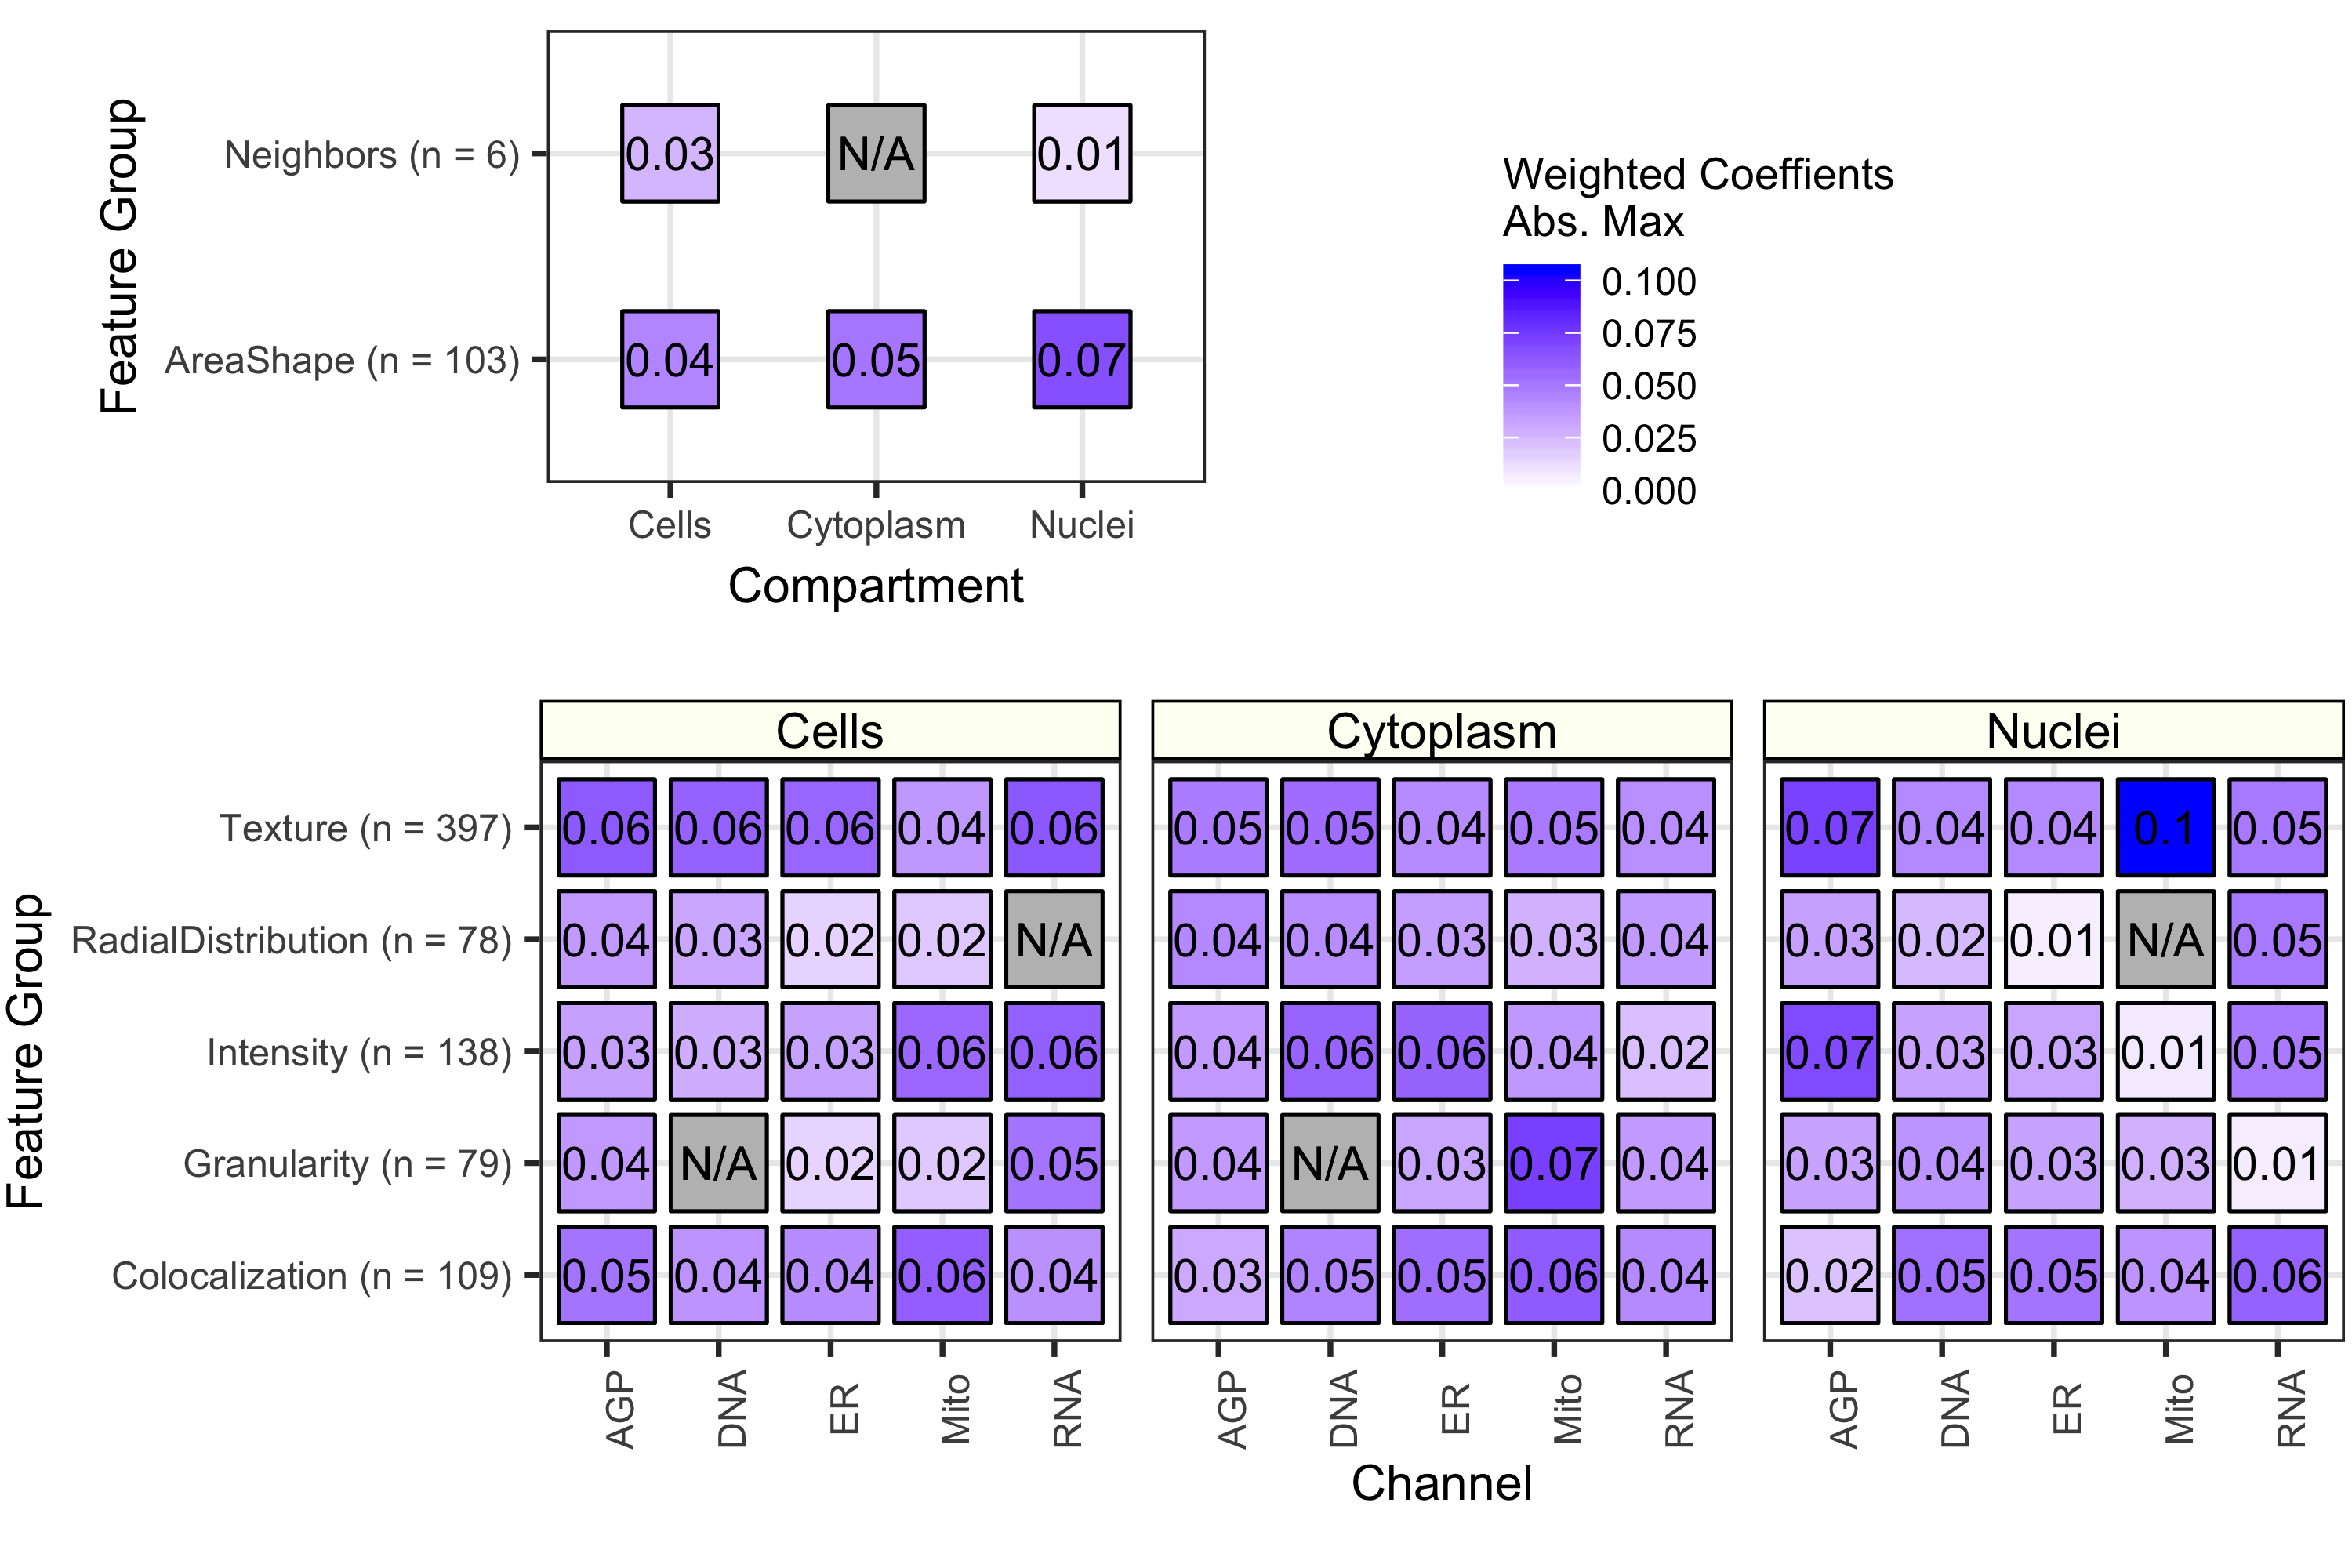 Feature Group
Neighbors (n = 6)
0.03 N/A 0.01
AreaShape (n = 103)
0.04 0.05 0.07
Cells Cytoplasm Nuclei
Compartment
Weighted Coeffients
Abs. Max
0.100
0.075
0.050
0.025
0.000
Cells Cytoplasm Nuclei
Feature Group
Texture (n = 397)
0.06 0.06 0.06 0.04 0.06 0.05 0.05 0.04 0.05 0.04 0.07 0.04 0.04 0.1 0.05
RadialDistribution (n = 78)
0.04 0.03 0.02 0.02 N/A 0.04 0.04 0.03 0.03 0.04 0.03 0.02 0.01 N/A 0.05
Intensity (n = 138)
0.03 0.03 0.03 0.06 0.06 0.04 0.06 0.06 0.04 0.02 0.07 0.03 0.03 0.01 0.05
Granularity (n = 79)
0.04 N/A 0.02 0.02 0.05 0.04 N/A 0.03 0.07 0.04 0.03 0.04 0.03 0.03 0.01
Colocalization (n = 109)
0.05 0.04 0.04 0.06 0.04 0.03 0.05 0.05 0.06 0.04 0.02 0.05 0.05 0.04 0.06
AGP DNA ER Mito RNA AGP DNA ER Mito RNA AGP DNA ER Mito RNA
Channel